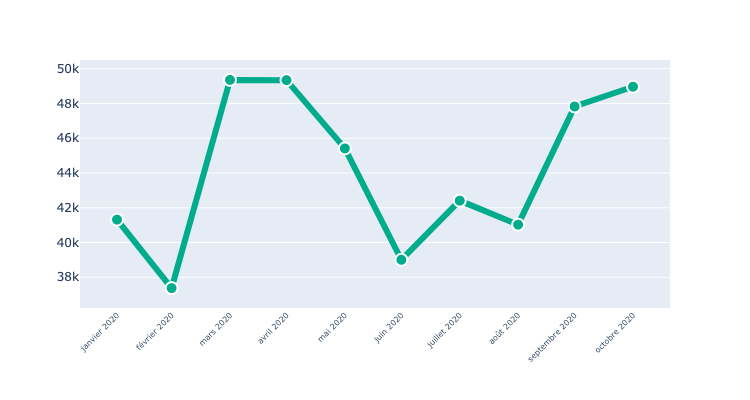 50k
48k
46k
44k
42k
40k
38k
janvier 2020
février 2020
mars 2020
avril 2020
mai 2020
juin 2020
juillet 2020
août 2020
septembre 2020
octobre 2020